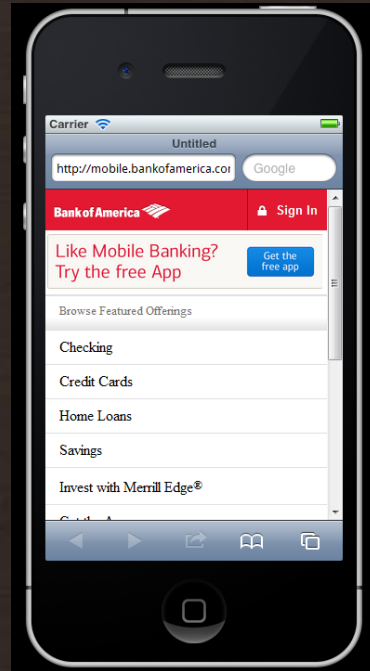 Carrier
Untitled
http://mobile.bankofamerica.cor
Google
Bank of America
Sign In
Like Mobile Banking?
Try the free App
Get the
free app
Browse Featured Offerings
Checking
Credit Cards
Home Loans
Savings
Invest with Merrill Edge®